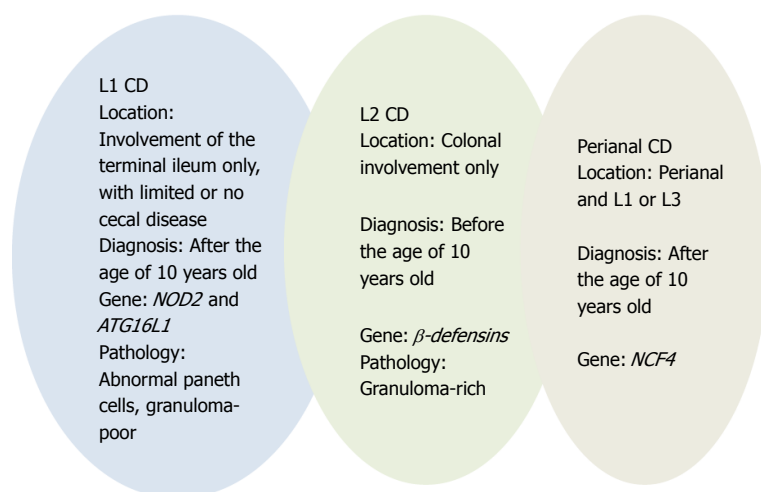 L1 CD
Location:
Involvement of the
terminal ileum only,
with limited or no
cecal disease
Diagnosis: After the
age of 10 years old
Gene: NOD2 and
ATG16L1
Pathology:
Abnormal paneth
cells, granuloma-
poor
L2 CD
Location: Colonal
involvement only
Diagnosis: Before
the age of 10
years old
Gene: β-defensins
Pathology:
Granuloma-rich
Perianal CD
Location: Perianal
and L1 or L3
Diagnosis: After
the age of 10
years old
Gene: NCF4